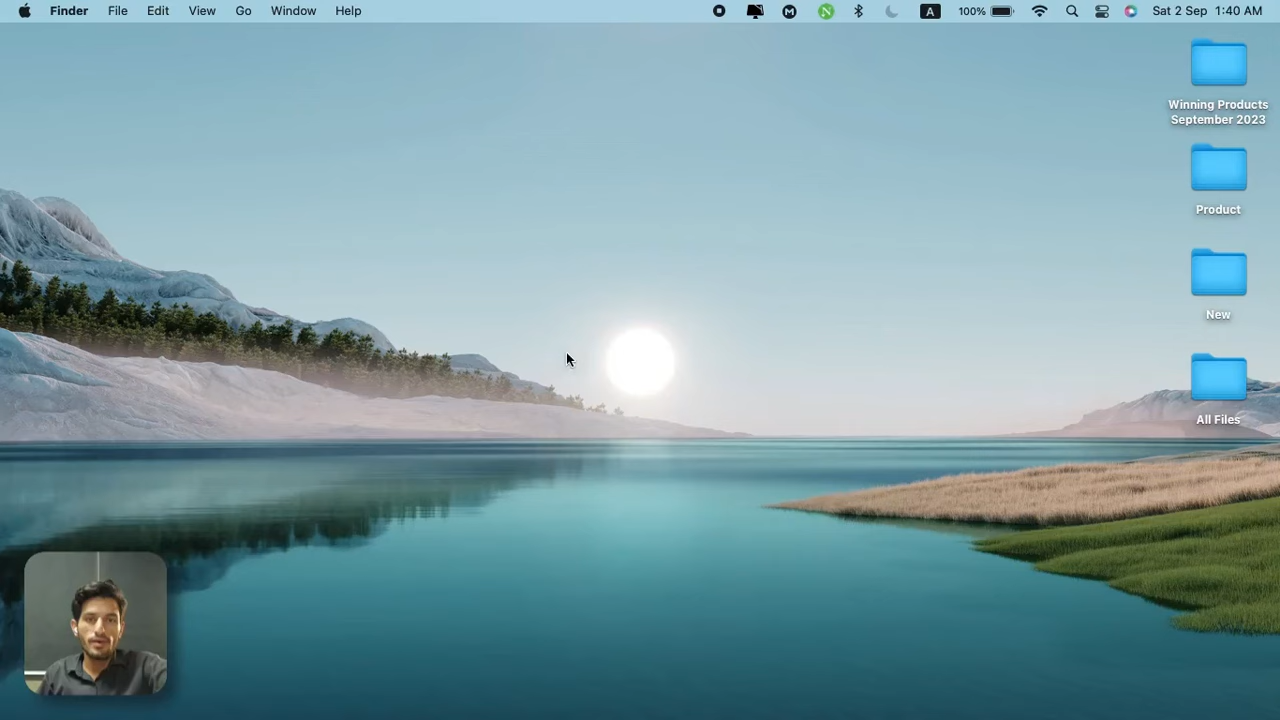 Finder File Edit View Go Window Help
A 100% Sat 2 Sep 1:40 AM
Winning Products
September 2023
Product
New
All Files